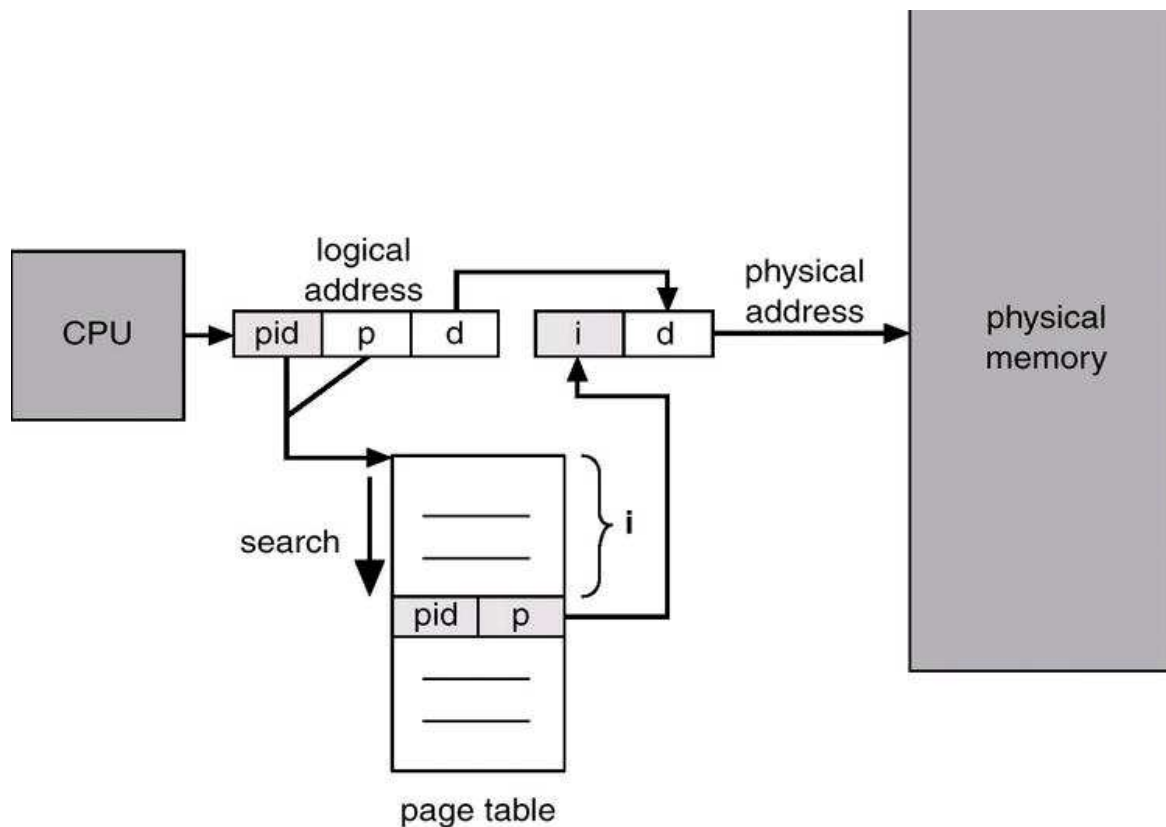 logical
address
physical
address
CPU
pid p d
i d
physical
memory
search
i
pid p
page table